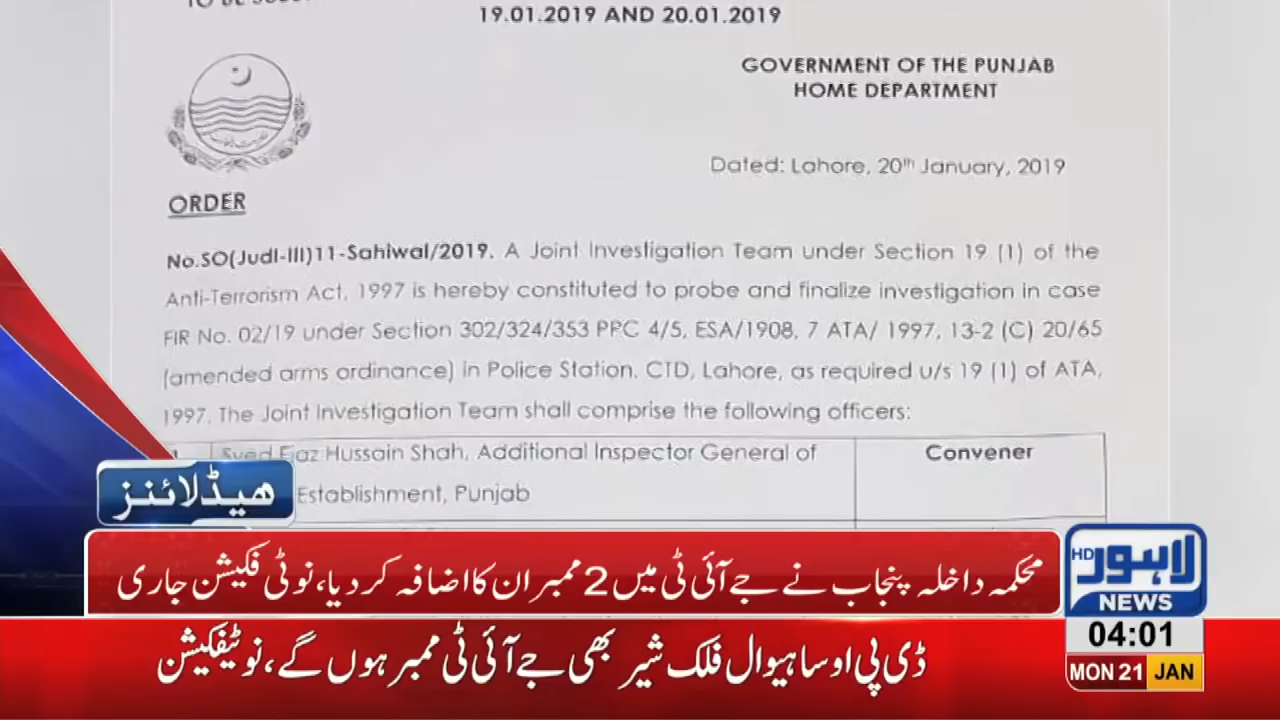 19.01.2019 AND 20.01.2019
GOVERNMENT OF THE PUNJAB
HOME DEPARTMENT
Dated: Lahore, 20th January, 2019
ORDER
No.SO(Judl-III)11-Sahiwal/2019. A Joint Investigation Team under Section 19 (1) of the
Anti-Terrorism Act, 1997 is hereby constituted to probe and finalize investigation in case
FIR No. 02/19 under Section 302/324/353 PPC 4/5, ESA/1908, 7 ATA/ 1997, 13-2 (C) 20/65
(amended arms ordinance) in Police Station, CTD, Lahore, as required u/s 19 (1) of ATA,
1997. The Joint Investigation Team shall comprise the following officers:
Syed Ejaz Hussain Shah, Additional Inspector General of
Convener
Establishment, Punjab
ہیڈلائنز
محکمہ داخلہ پنجاب نے جے آئی ٹی میں 2 ممبران کا اضافہ کر دیا، نوٹی فکیشن جاری
ڈی پی او ساہیوال فلک شیر بھی جے آئی ٹی ممبر ہوں گے، نوٹیفکیشن
HD لاہور
NEWS
04:01
MON 21 JAN